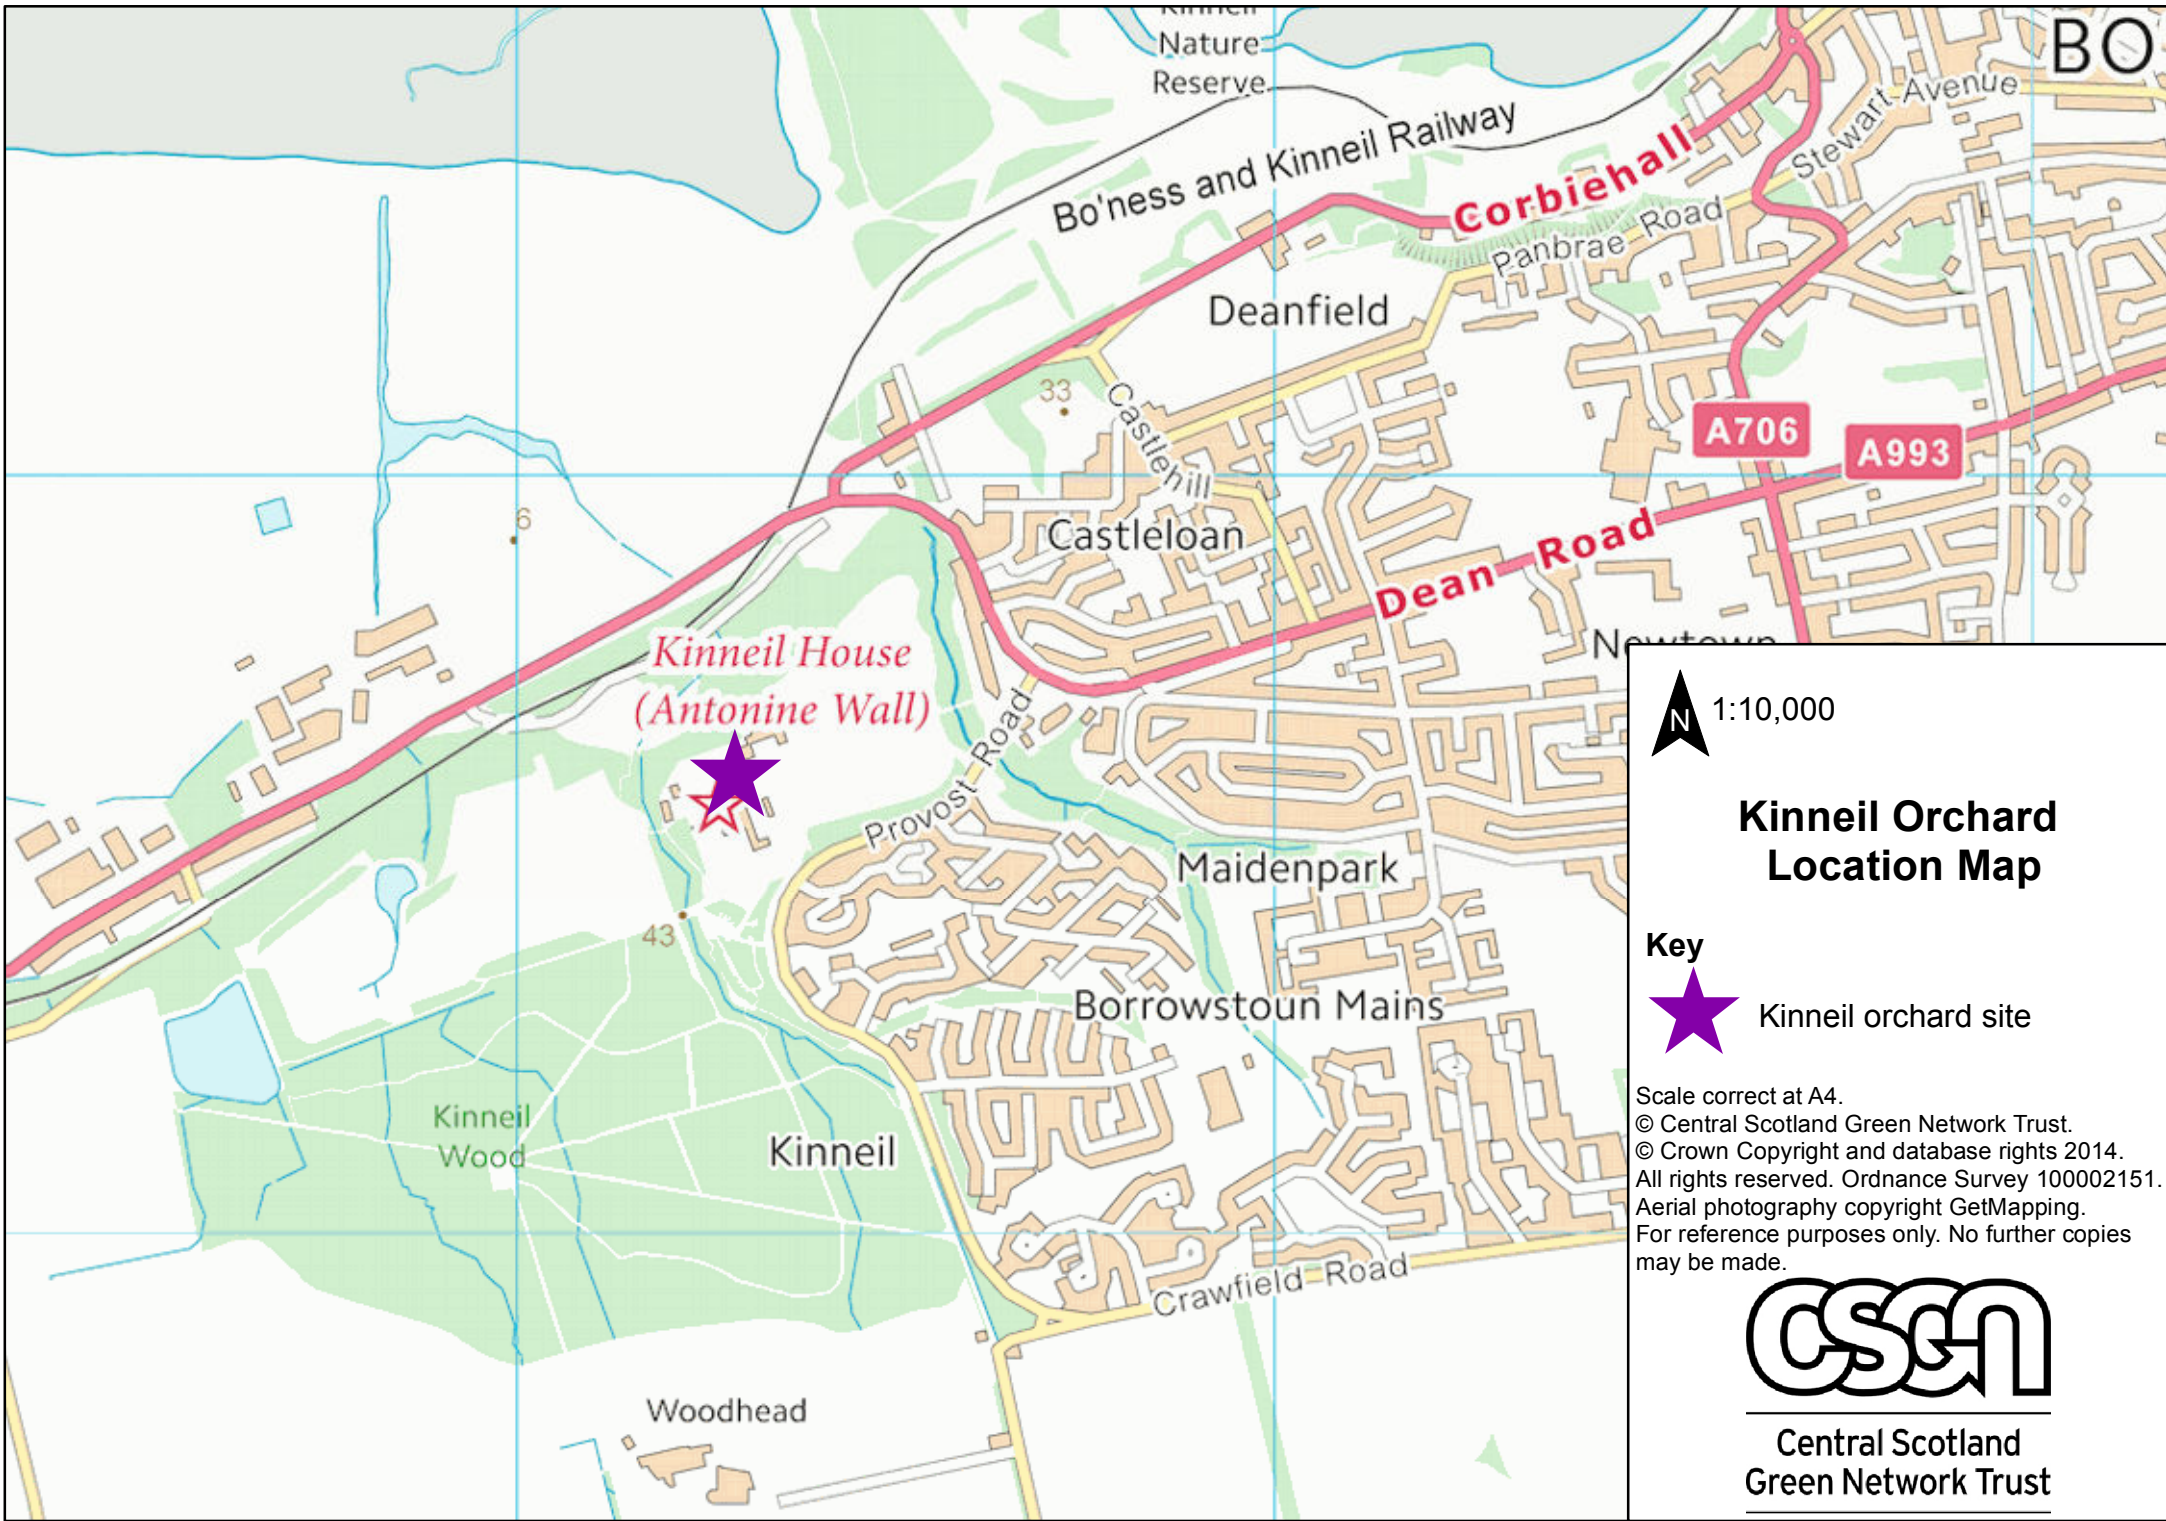 Kinneil
Nature
Reserve
BO
Stewart Avenue
Bo'ness and Kinneil Railway
Corbiehall
Panbrae Road
Deanfield
33
Castlehill
A706
A993
6
Castleloan
Dean Road
Newtown
Kinneil House
(Antonine Wall)
Provost Road
Maidenpark
43
Borrowstoun Mains
Kinneil
Wood
Kinneil
Crawfield Road
Woodhead
N
1:10,000
Kinneil Orchard
Location Map
Key
Kinneil orchard site
Scale correct at A4.
© Central Scotland Green Network Trust.
© Crown Copyright and database rights 2014.
All rights reserved. Ordnance Survey 100002151.
Aerial photography copyright GetMapping.
For reference purposes only. No further copies
may be made.
CSGN
Central Scotland
Green Network Trust